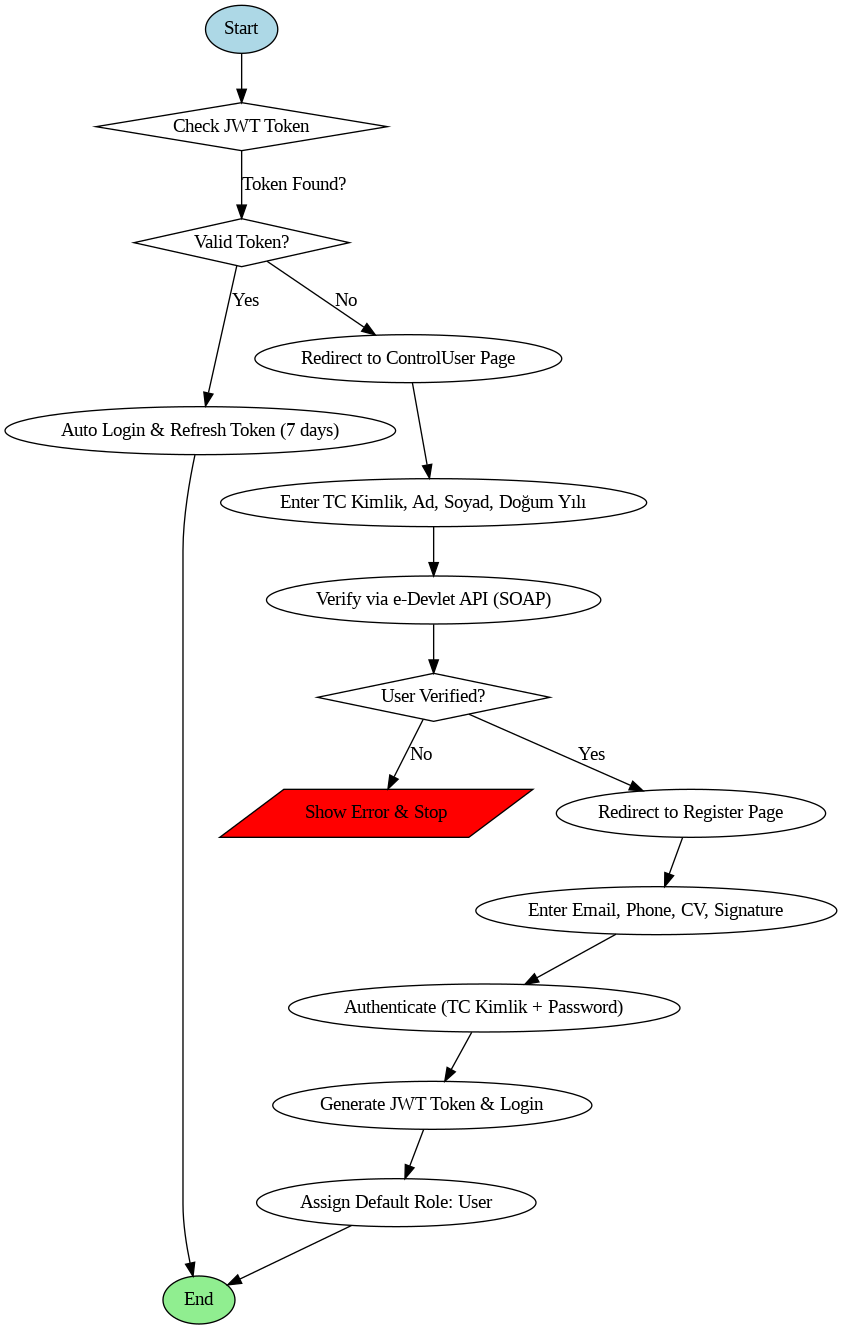 Start
Check JWT Token
Token Found?
Valid Token?
Yes
No
Redirect to ControlUser Page
Auto Login & Refresh Token (7 days)
Enter TC Kimlik, Ad, Soyad, Doğum Yılı
Verify via e-Devlet API (SOAP)
User Verified?
No
Yes
Show Error & Stop
Redirect to Register Page
Enter Email, Phone, CV, Signature
Authenticate (TC Kimlik + Password)
Generate JWT Token & Login
Assign Default Role: User
End